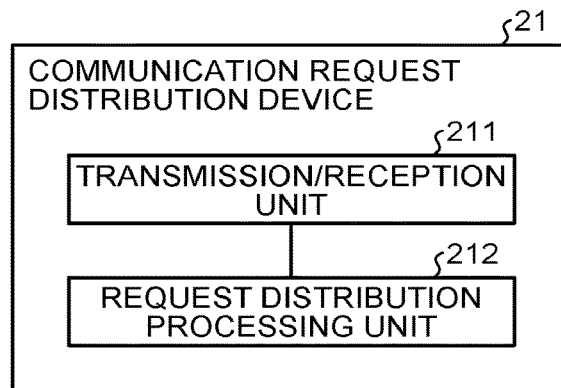 21
COMMUNICATION REQUEST
DISTRIBUTION DEVICE
211
TRANSMISSION/RECEPTION
UNIT
212
REQUEST DISTRIBUTION
PROCESSING UNIT